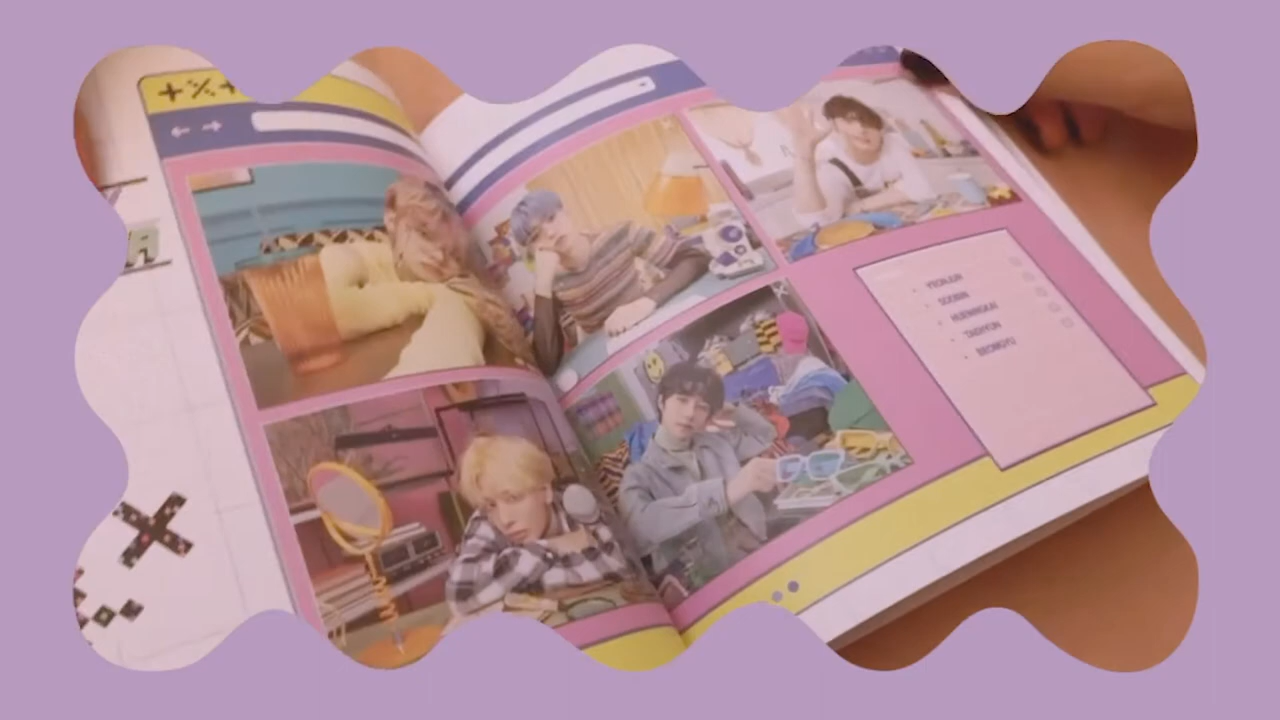 +×+
YEONJUN
SOOBIN
HUENINGKAI
TAEHYUN
BEOMGYU